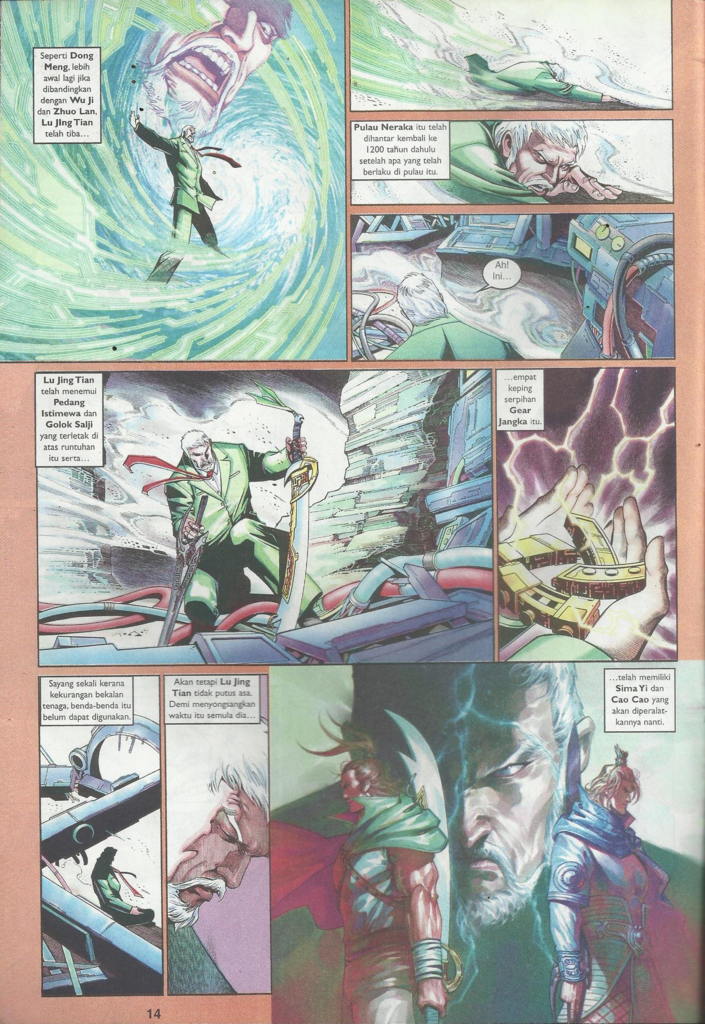 Seperti Dong
Meng, lebih
awal lagi jika
dibandingkan
dengan Wu Ji
dan Zhuo Lan,
Lu JIng Tian
telah tiba...
Pulau Neraka itu telah
dihantar kembali ke
1200 tahun dahulu
setelah apa yang telah
berlaku di pulau itu.
Ah!
Ini...
Lu Jing Tian
telah menemui
Pedang
Istimewa dan
Golok Salji
yang terletak di
atas runtuhan
itu serta...
...empat
keping
serpihan
Gear
Jangka itu.
Sayang sekali kerana
kekurangan bekalan
tenaga, benda-benda itu
belum dapat digunakan.
Akan tetapi Lu Jing
Tian tidak putus asa.
Demi menyongsangkan
waktu itu semula dia...
...telah memiliki
Sima Yi dan
Cao Cao yang
akan diperalat-
kannya nanti.
14